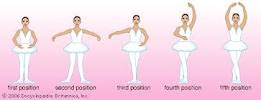 first position second position third position fourth position fifth position
© 2006 Encyclopædia Britannica, Inc.